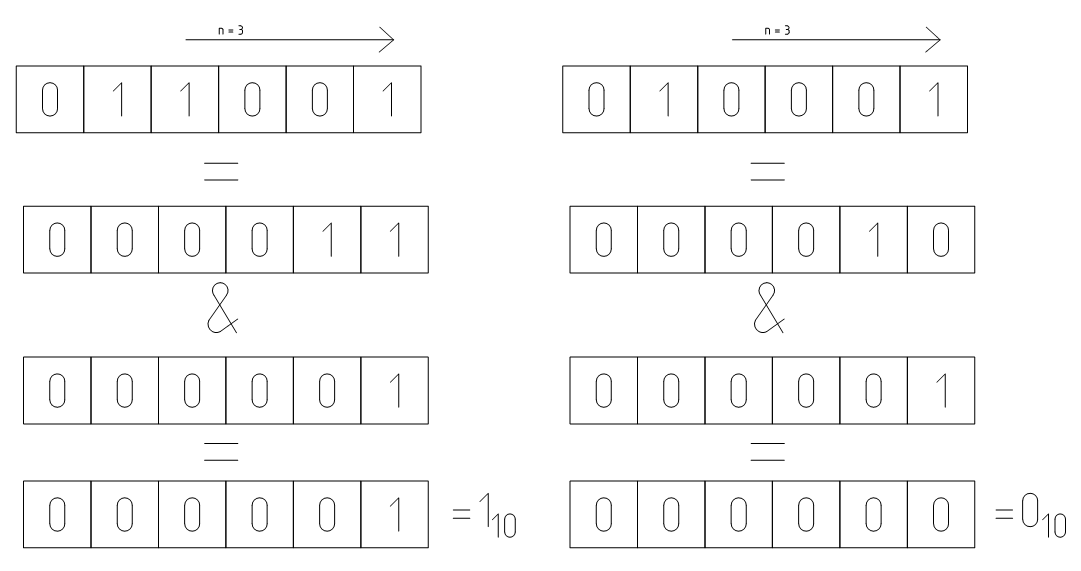 n = 3
0 1 1 0 0 1
=
0 0 0 0 1 1
&
0 0 0 0 0 1
=
0 0 0 0 0 1 = 1₁₀
n = 3
0 1 0 0 0 1
=
0 0 0 0 1 0
&
0 0 0 0 0 1
=
0 0 0 0 0 0 = 0₁₀